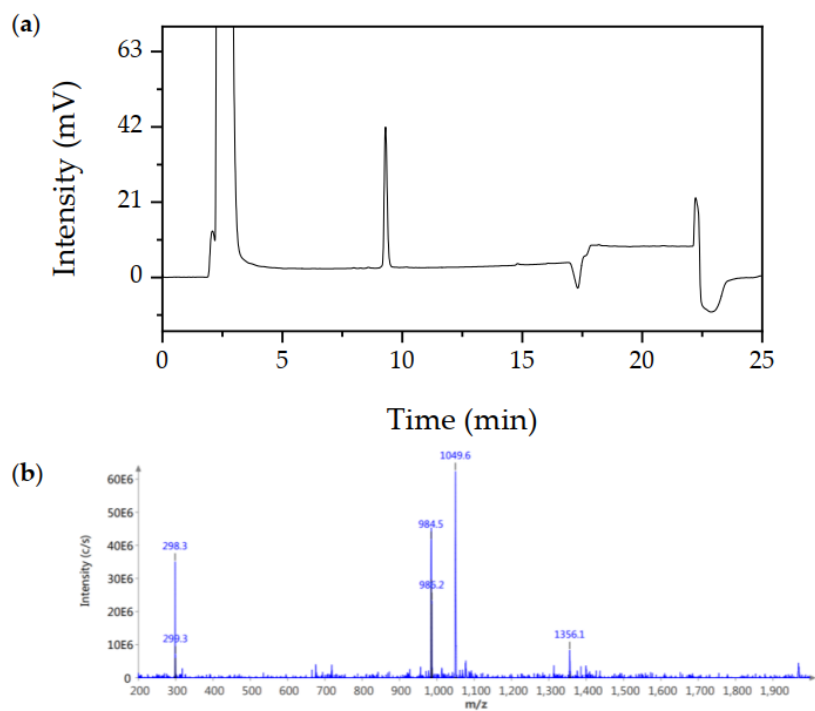 (a)
Intensity (mV)
63
42
21
0
0 5 10 15 20 25
Time (min)
(b)
Intensity (c/s)
60E6
50E6
40E6
30E6
20E6
10E6
0
1049.6
984.5
298.3
985.2
299.3
1356.1
200 300 400 500 600 700 800 900 1,000 1,100 1,200 1,300 1,400 1,500 1,600 1,700 1,800 1,900
m/z